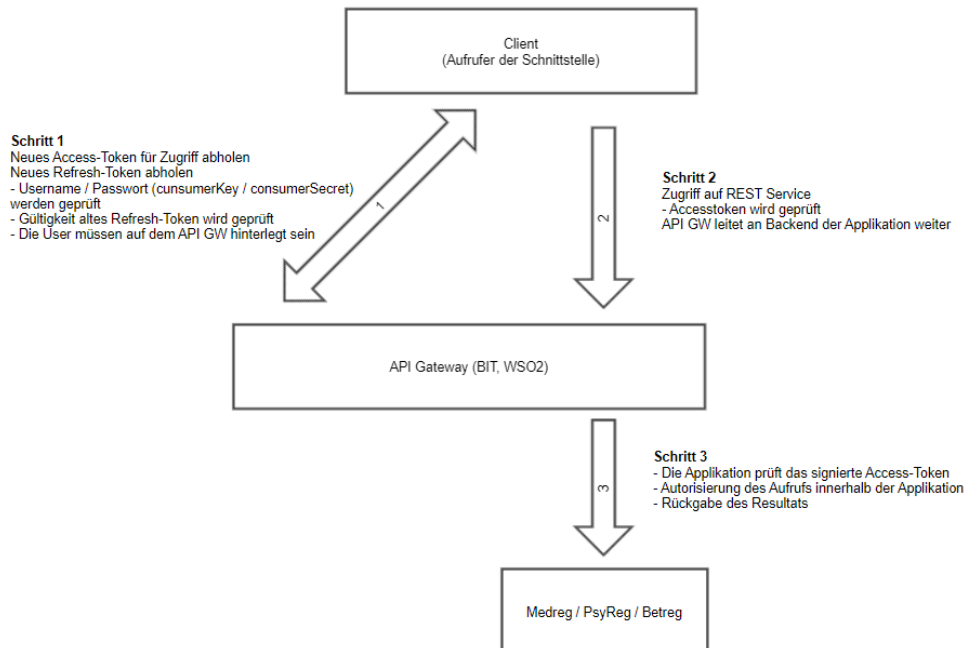 Client
(Aufrufer der Schnittstelle)
Schritt 1
Neues Access-Token für Zugriff abholen
Neues Refresh-Token abholen
- Username / Passwort (cunsumerKey / consumerSecret)
werden geprüft
- Gültigkeit altes Refresh-Token wird geprüft
- Die User müssen auf dem API GW hinterlegt sein
1
2
Schritt 2
Zugriff auf REST Service
- Accesstoken wird geprüft
API GW leitet an Backend der Applikation weiter
API Gateway (BIT, WSO2)
3
Schritt 3
- Die Applikation prüft das signierte Access-Token
- Autorisierung des Aufrufs innerhalb der Applikation
- Rückgabe des Resultats
Medreg / PsyReg / Betreg